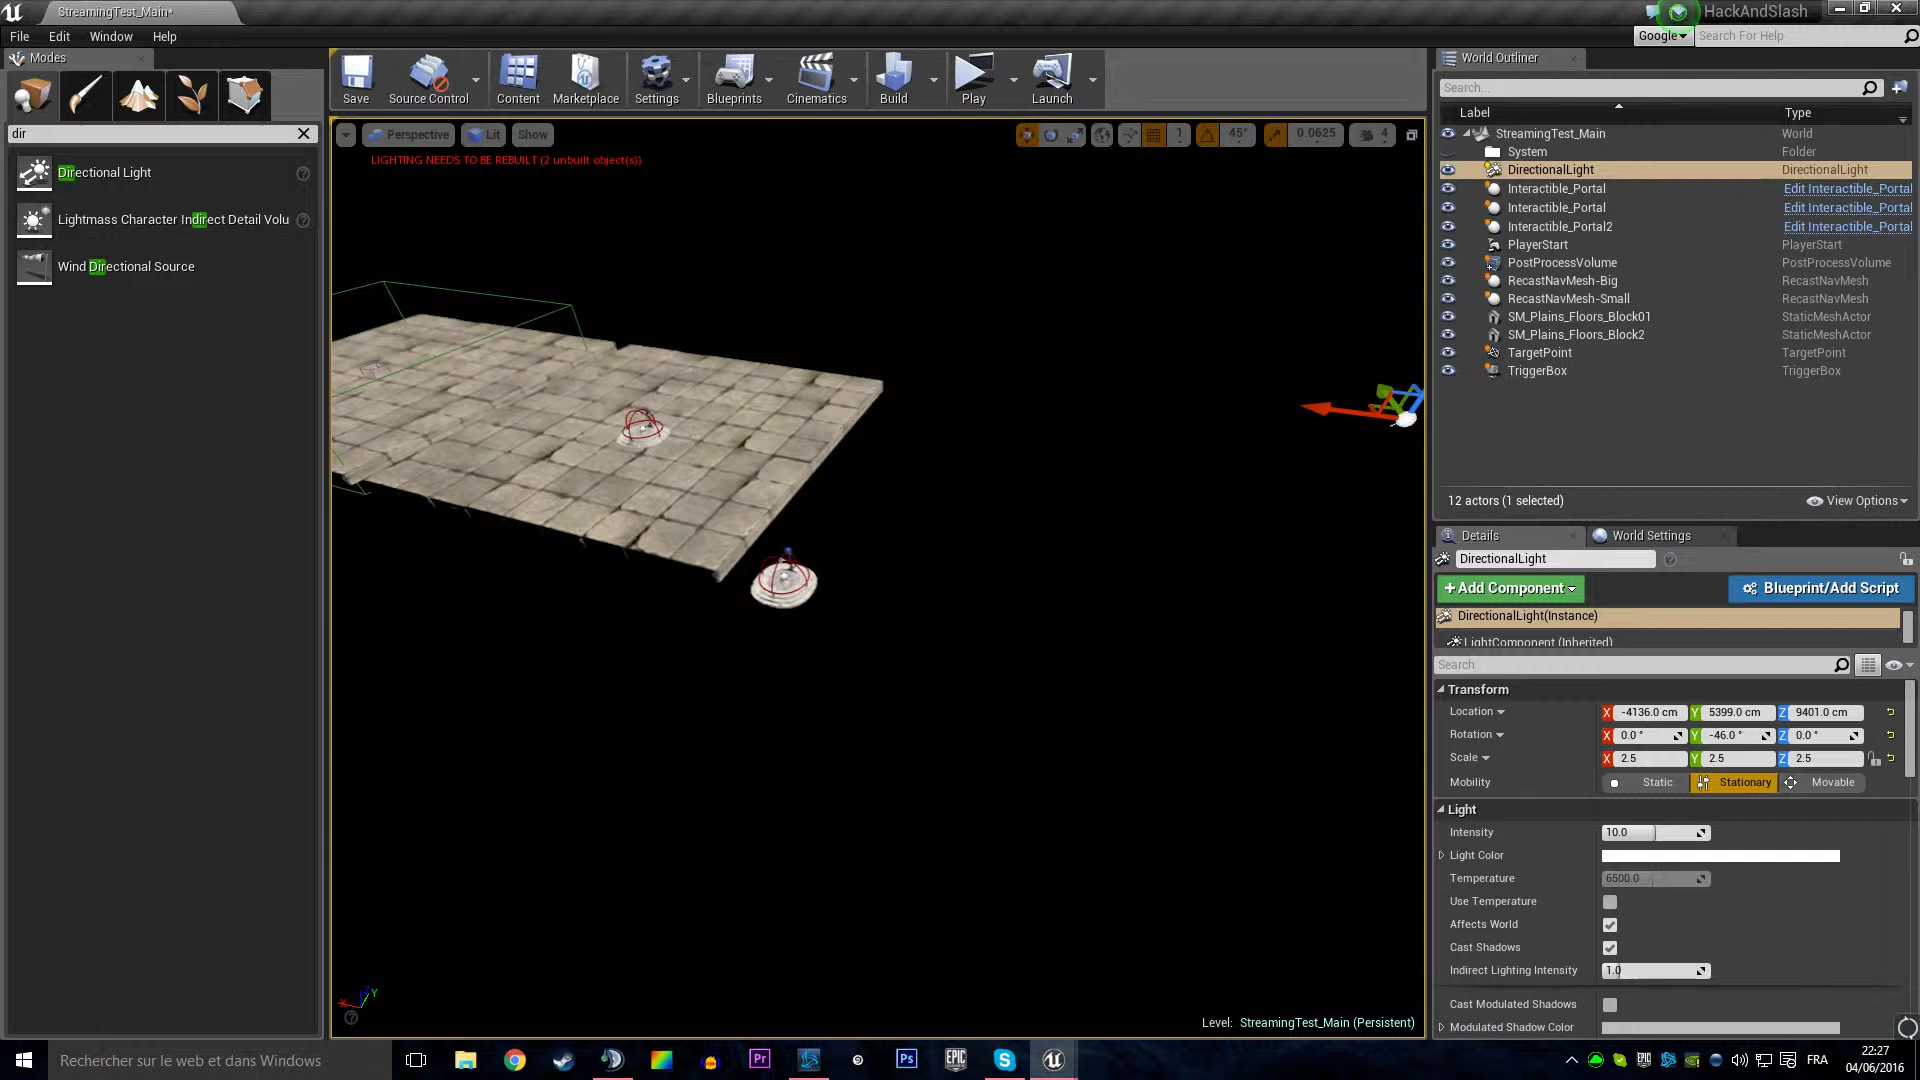 StreamingTest_Main*
HackAndSlash
File Edit Window Help
Google
Search For Help
Modes
dir
Directional Light
Lightmass Character Indirect Detail Volu
Wind Directional Source
Save
Source Control
Content
Marketplace
Settings
Blueprints
Cinematics
Build
Play
Launch
Perspective
Lit
Show
1
45°
0.0625
4
LIGHTING NEEDS TO BE REBUILT (2 unbuilt object(s))
X
Y
Level: StreamingTest_Main (Persistent)
World Outliner
Search...
Label Type
StreamingTest_Main World
System Folder
DirectionalLight DirectionalLight
Interactible_Portal Edit Interactible_Portal
Interactible_Portal Edit Interactible_Portal
Interactible_Portal2 Edit Interactible_Portal
PlayerStart PlayerStart
PostProcessVolume PostProcessVolume
RecastNavMesh-Big RecastNavMesh
RecastNavMesh-Small RecastNavMesh
SM_Plains_Floors_Block01 StaticMeshActor
SM_Plains_Floors_Block2 StaticMeshActor
TargetPoint TargetPoint
TriggerBox TriggerBox
12 actors (1 selected)
View Options
Details
World Settings
DirectionalLight
+Add Component
Blueprint/Add Script
DirectionalLight(Instance)
LightComponent (Inherited)
Search
Transform
Location X -4136.0 cm Y 5399.0 cm Z 9401.0 cm
Rotation X 0.0 ° Y -46.0 ° Z 0.0 °
Scale X 2.5 Y 2.5 Z 2.5
Mobility Static Stationary Movable
Light
Intensity 10.0
Light Color
Temperature 6500.0
Use Temperature
Affects World
Cast Shadows
Indirect Lighting Intensity 1.0
Cast Modulated Shadows
Modulated Shadow Color
Rechercher sur le web et dans Windows
Pr
Ps
EPIC GAMES
FRA
22:27
04/06/2016